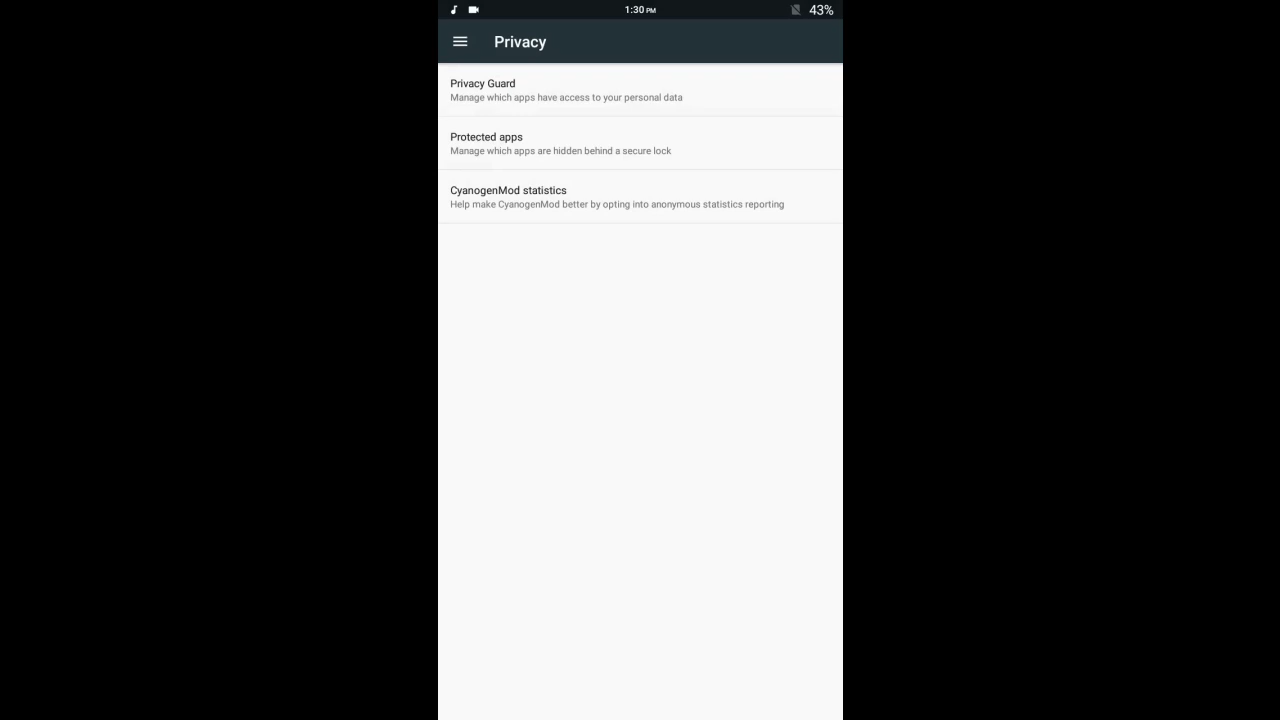 1:30 PM
43%
Privacy
Privacy Guard
Manage which apps have access to your personal data
Protected apps
Manage which apps are hidden behind a secure lock
CyanogenMod statistics
Help make CyanogenMod better by opting into anonymous statistics reporting